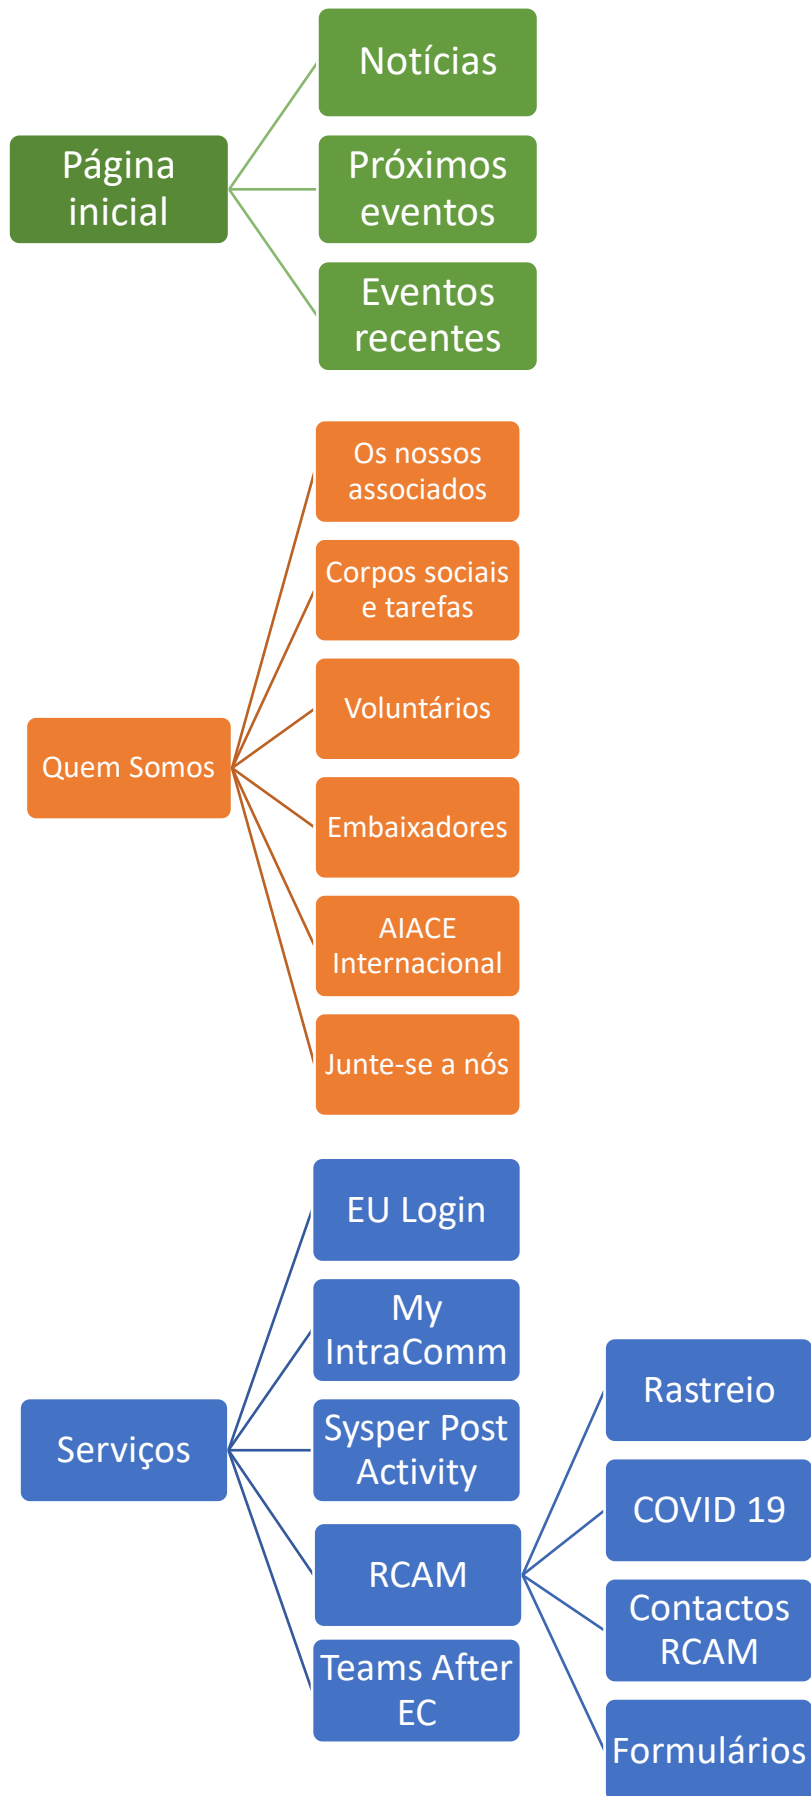 Página
inicial
Notícias
Próximos
eventos
Eventos
recentes
Quem Somos
Os nossos
associados
Corpos sociais
e tarefas
Voluntários
Embaixadores
AIACE
Internacional
Junte-se a nós
Serviços
EU Login
My
IntraComm
Sysper Post
Activity
RCAM
Rastreio
COVID 19
Contactos
RCAM
Formulários
Teams After
EC